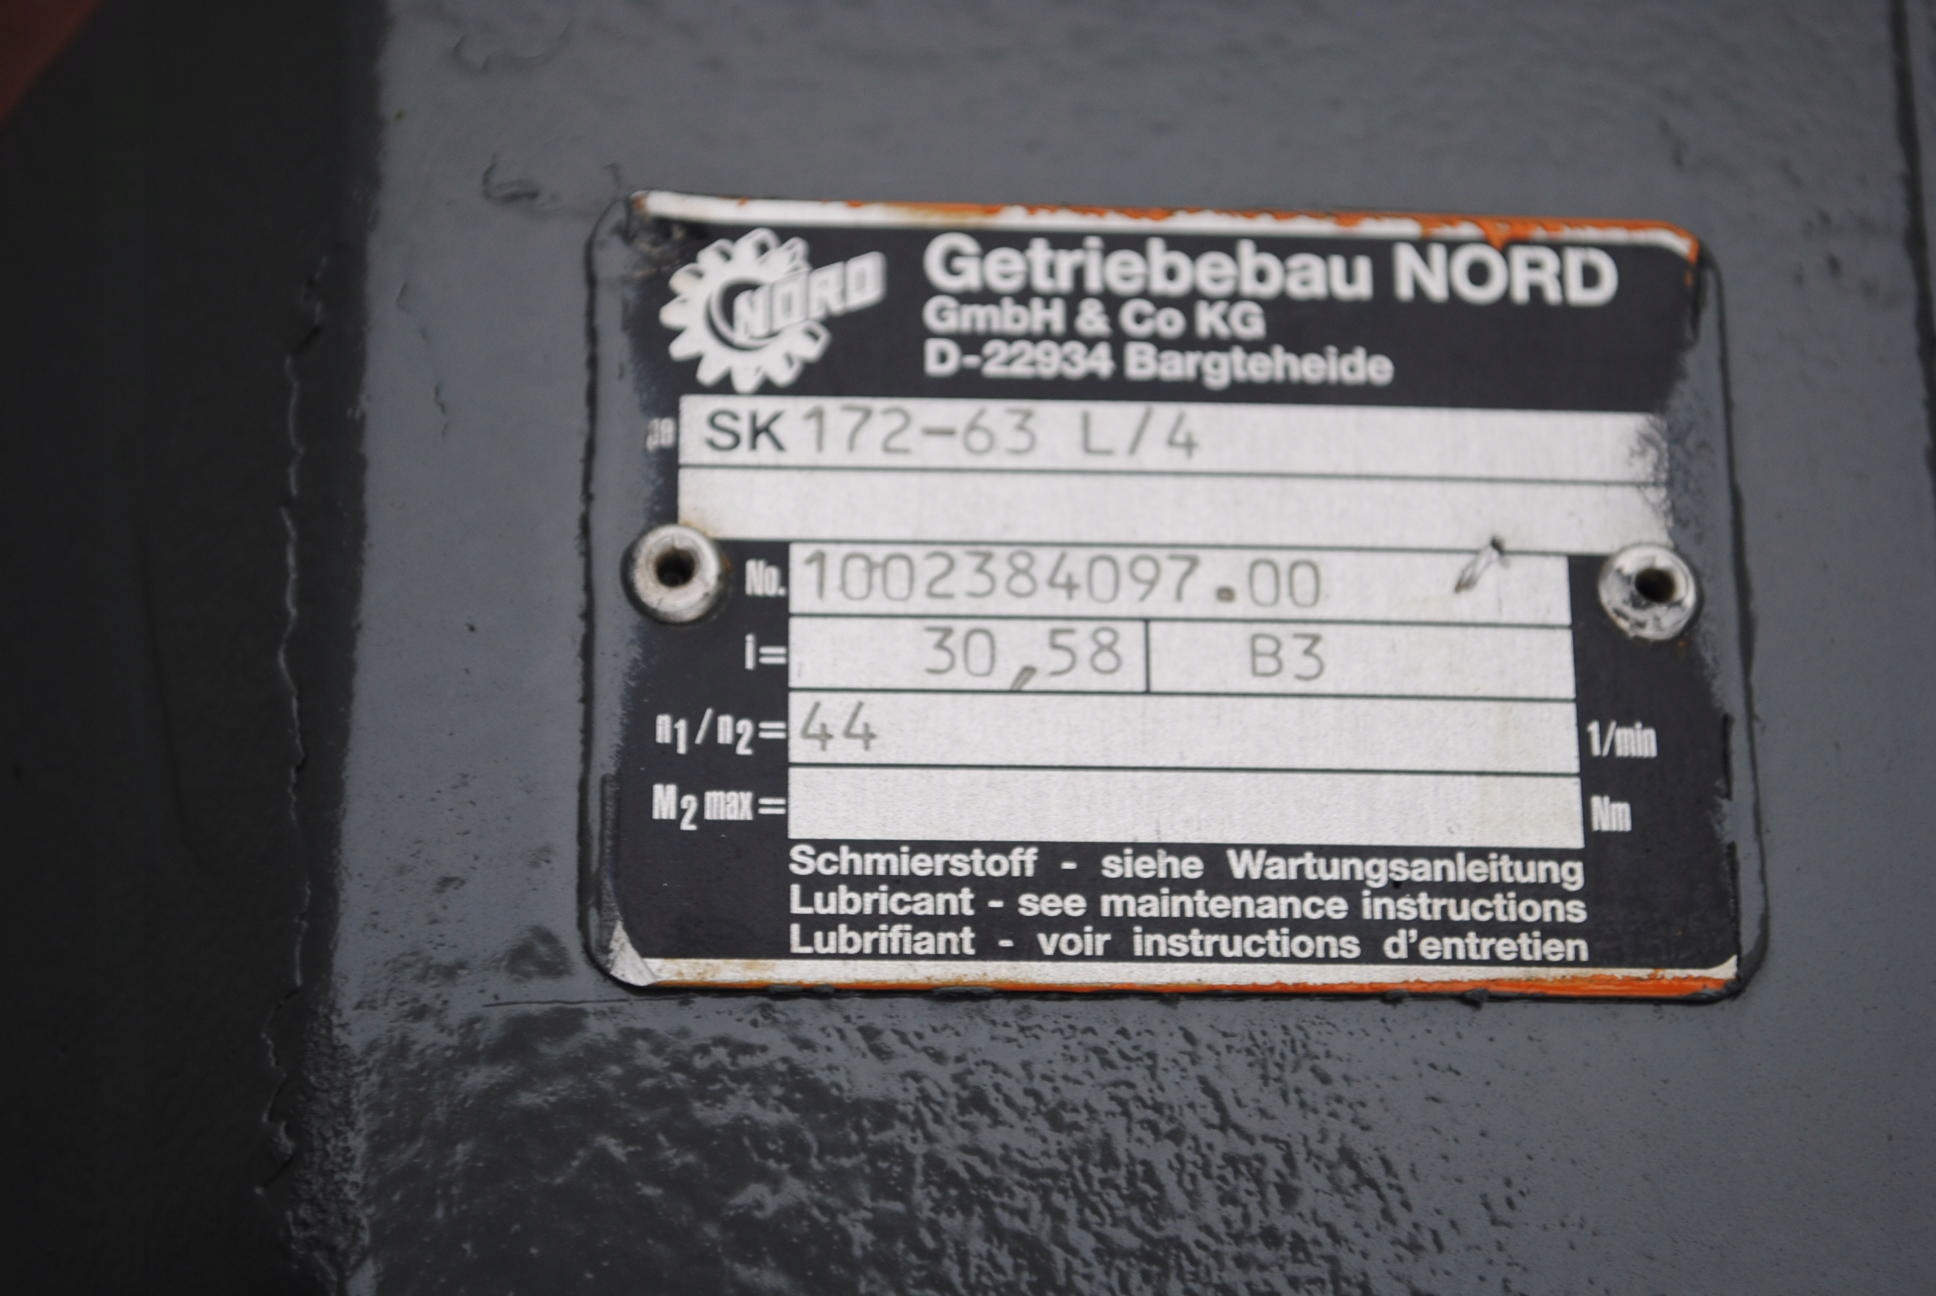 NORD
Getriebebau NORD
GmbH & Co KG
D-22934 Bargteheide
SK 172-63 L/4
No. 1002384097.00
i= 30,58 B3
n1/n2= 44 1/min
M2 max= Nm
Schmierstoff - siehe Wartungsanleitung
Lubricant - see maintenance instructions
Lubrifiant - voir instructions d'entretien